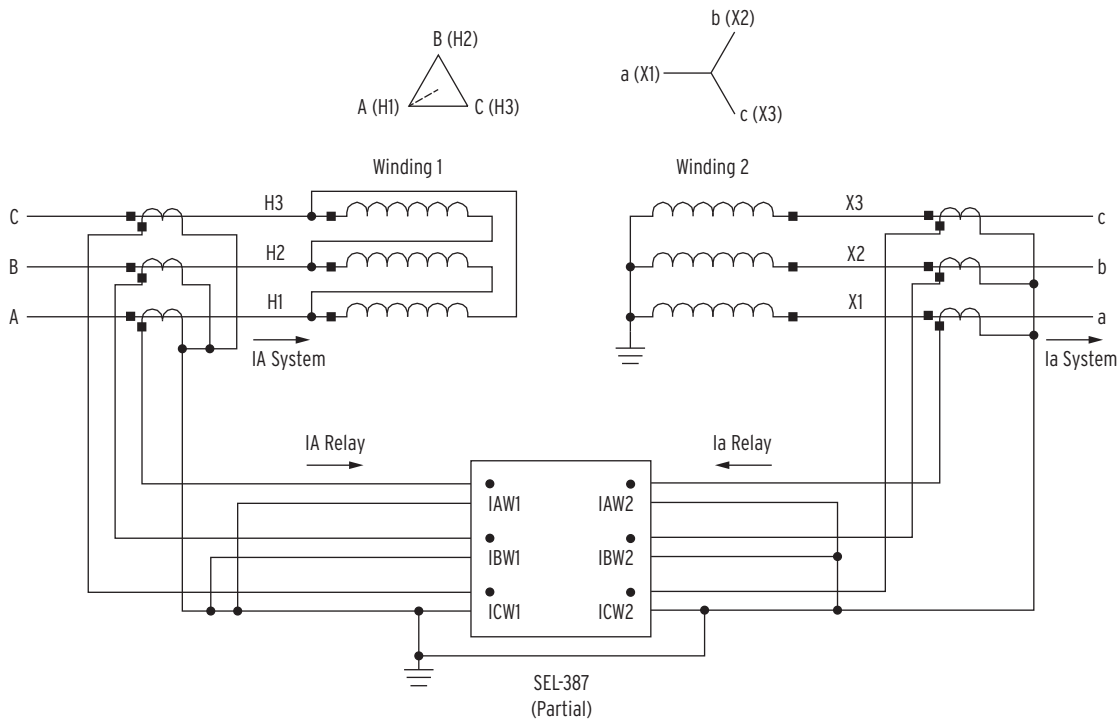 b (X2)
B (H2)
a (X1)
A (H1)
C (H3)
c (X3)
Winding 1
Winding 2
C
H3
X3
c
B
H2
X2
b
A
H1
X1
a
IA System
Ia System
IA Relay
Ia Relay
IAW1
IAW2
IBW1
IBW2
ICW1
ICW2
SEL-387
(Partial)